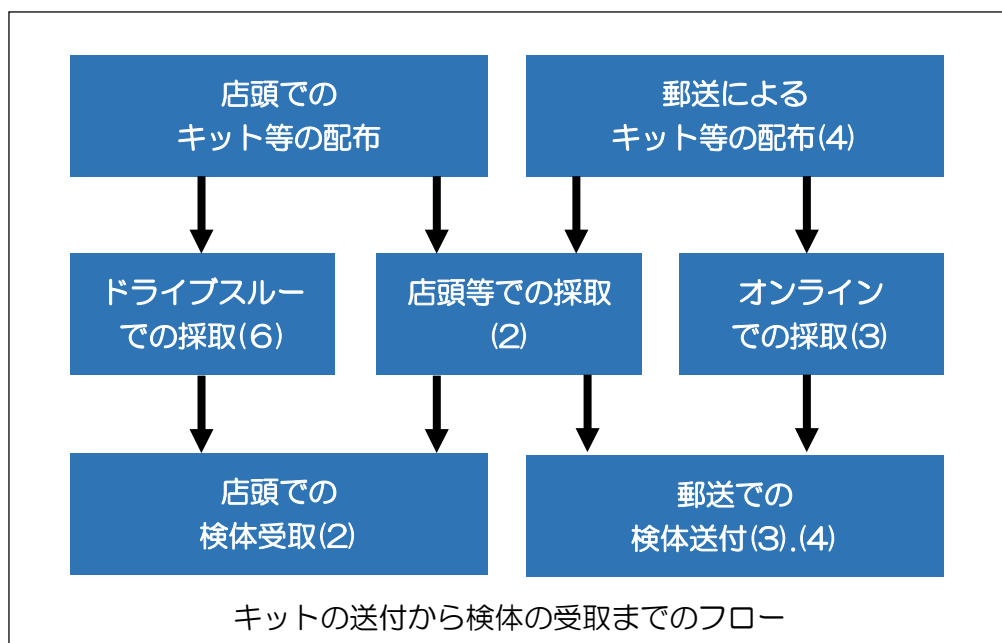 店頭での
キット等の配布
郵送による
キット等の配布(4)
ドライブスルー
での採取(6)
店頭等での採取
(2)
オンライン
での採取(3)
店頭での
検体受取(2)
郵送での
検体送付(3).(4)
キットの送付から検体の受取までのフロー